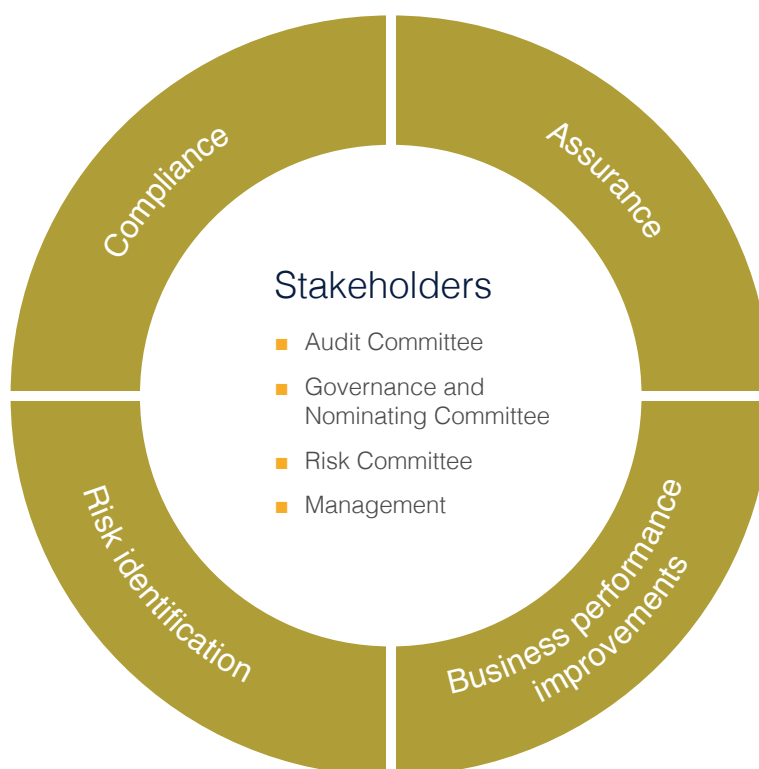 Compliance
Assurance
Stakeholders
Audit Committee
Governance and
Nominating Committee
Risk Committee
Management
Risk identification
Business performance
improvements